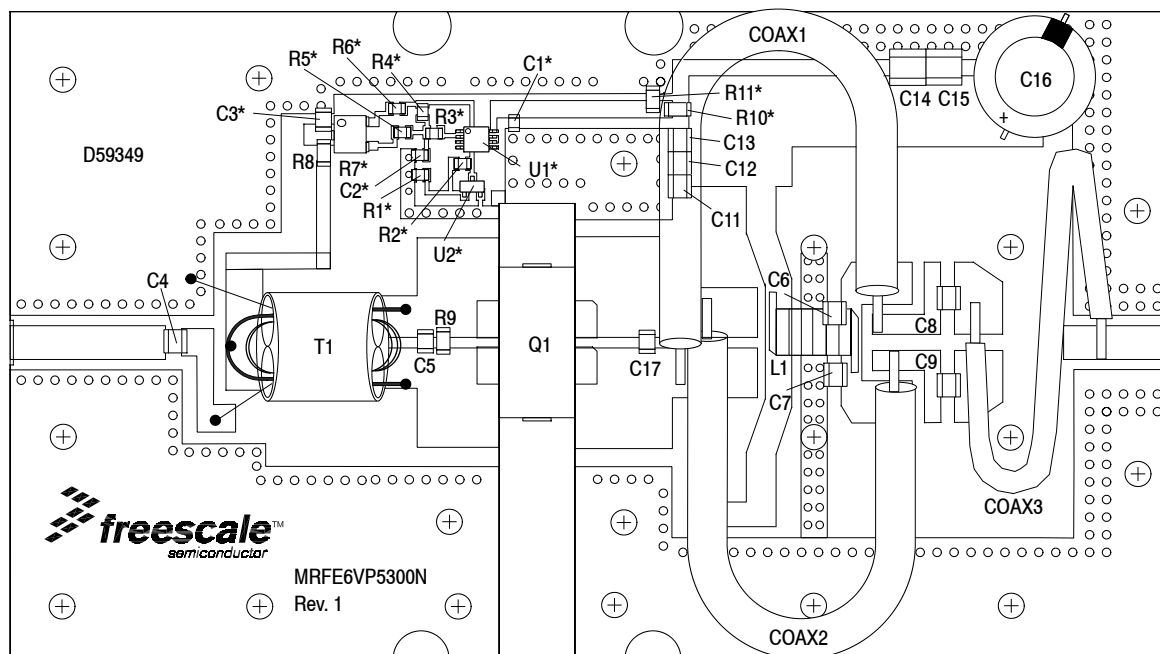 COAX1
R6*
R5*
R4*
C1*
C16
C14 C15
R11*
C3*
R3*
R10*
+
C13
D59349
R8
R7*
U1*
C12
C2*
R1*
C11
R2*
U2*
C4
C6
T1
R9
Q1
C8
C5
C17
L1
C9
C7
COAX3
freescale™
semiconductor
MRFE6VP5300N
Rev. 1
COAX2